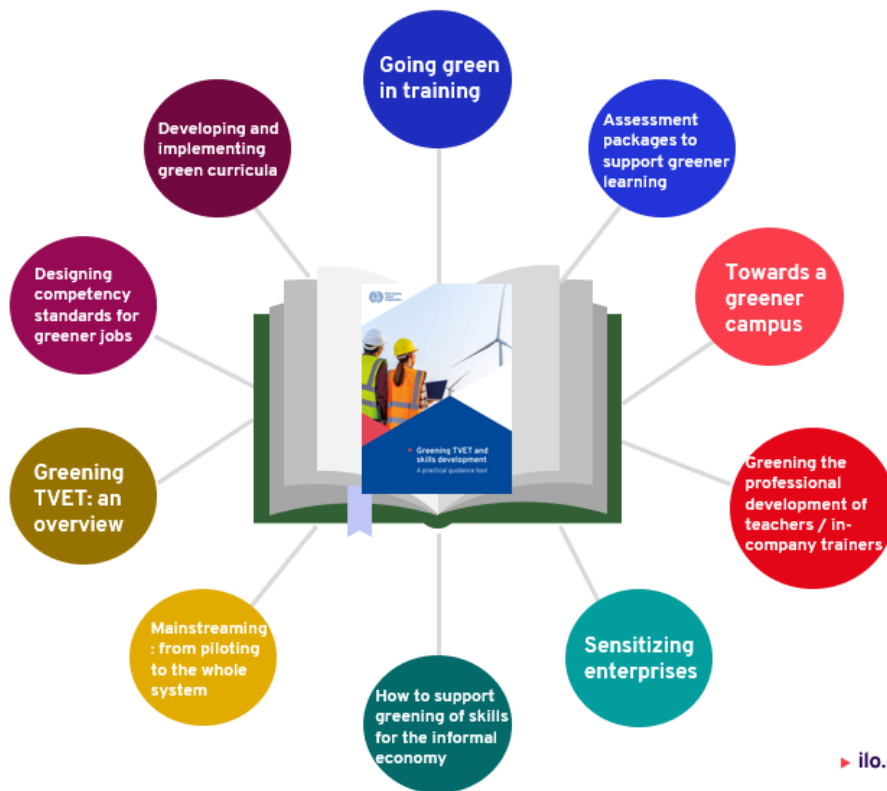 Going green
in training
Developing and
implementing
green curricula
Assessment
packages to
support greener
learning
Designing
competency
standards for
greener jobs
Towards a
greener
campus
Greening TVET and
skills development
A practical guidance tool
Greening
TVET: an
overview
Greening the
professional
development of
teachers / in-
company trainers
Mainstreaming
: from piloting
to the whole
system
Sensitizing
enterprises
How to support
greening of skills
for the informal
economy
ilo.